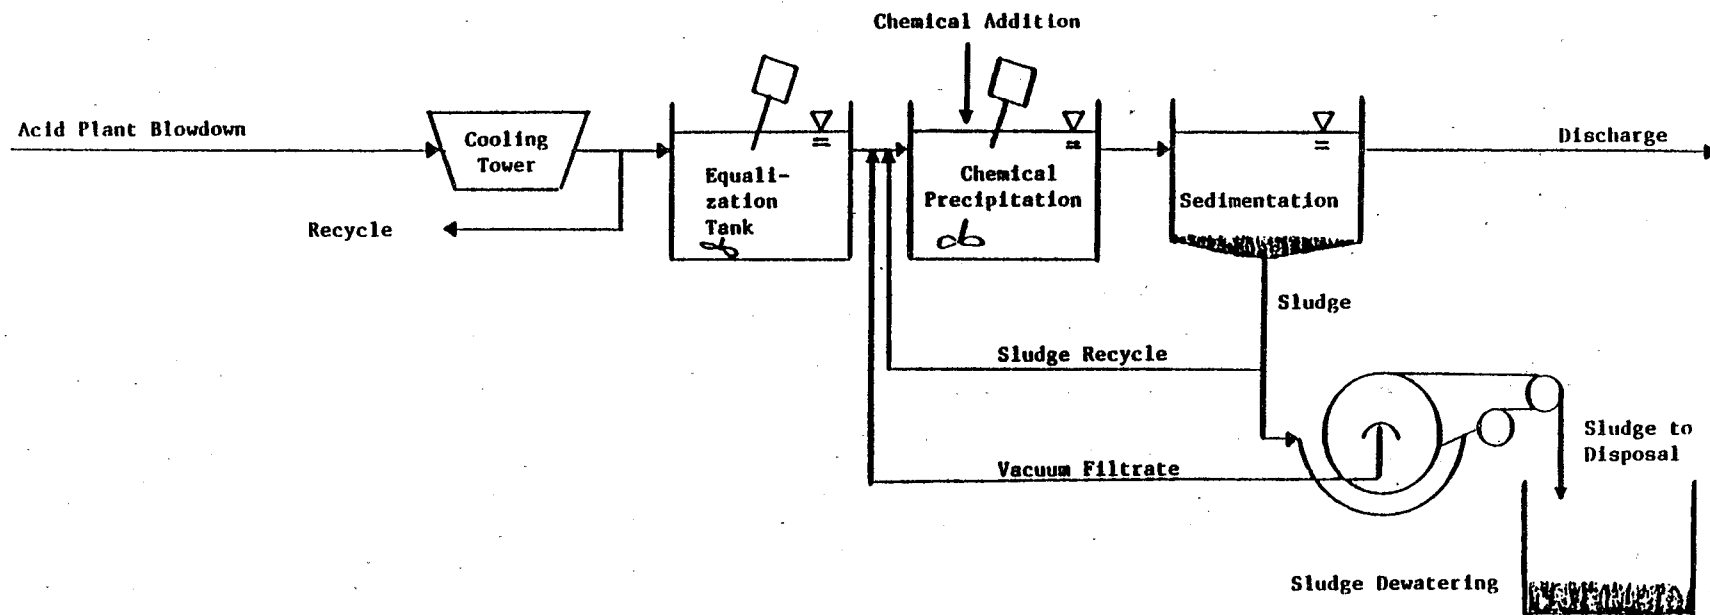 Chemical Addition
Acid Plant Blowdown
Cooling
Tower
Recycle
Equali-
zation
Tank
Chemical
Precipitation
Sedimentation
Discharge
Sludge
Sludge Recycle
Vacuum Filtrate
Sludge to
Disposal
Sludge Dewatering